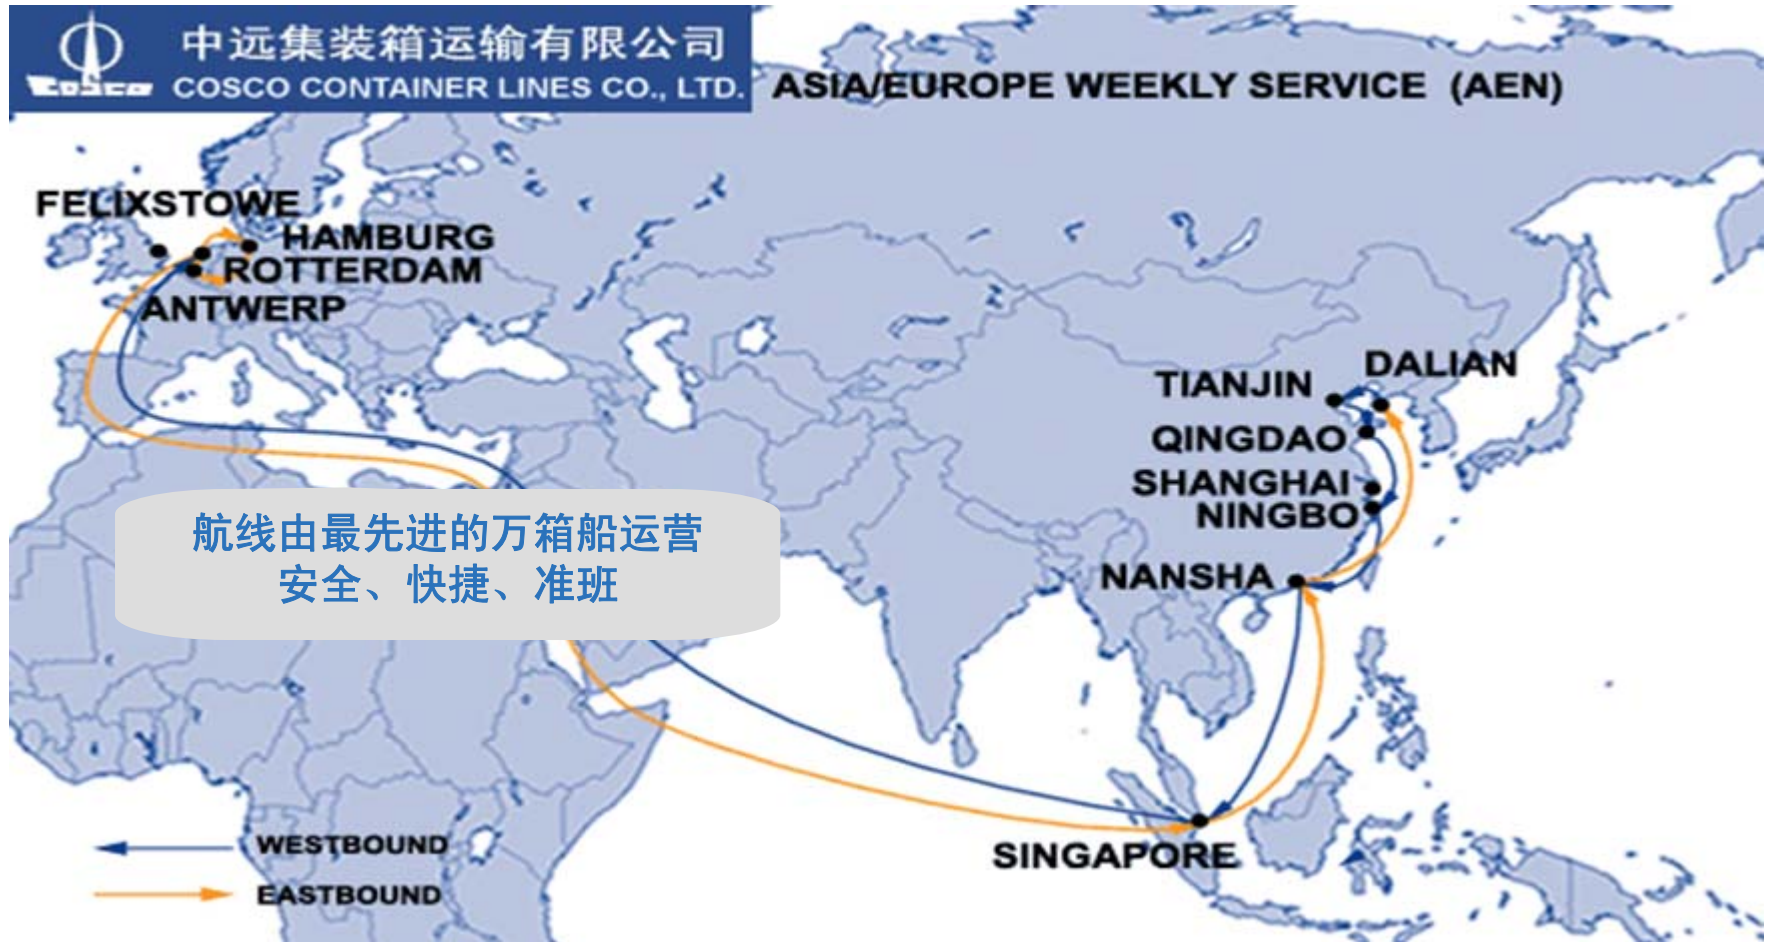 中远集装箱运输有限公司
COSCO
COSCO CONTAINER LINES CO., LTD.
ASIA/EUROPE WEEKLY SERVICE (AEN)
FELIXSTOWE
HAMBURG
ROTTERDAM
ANTWERP
DALIAN
TIANJIN
QINGDAO
SHANGHAI
NINGBO
航线由最先进的万箱船运营
安全、快捷、准班
NANSHA
SINGAPORE
WESTBOUND
EASTBOUND